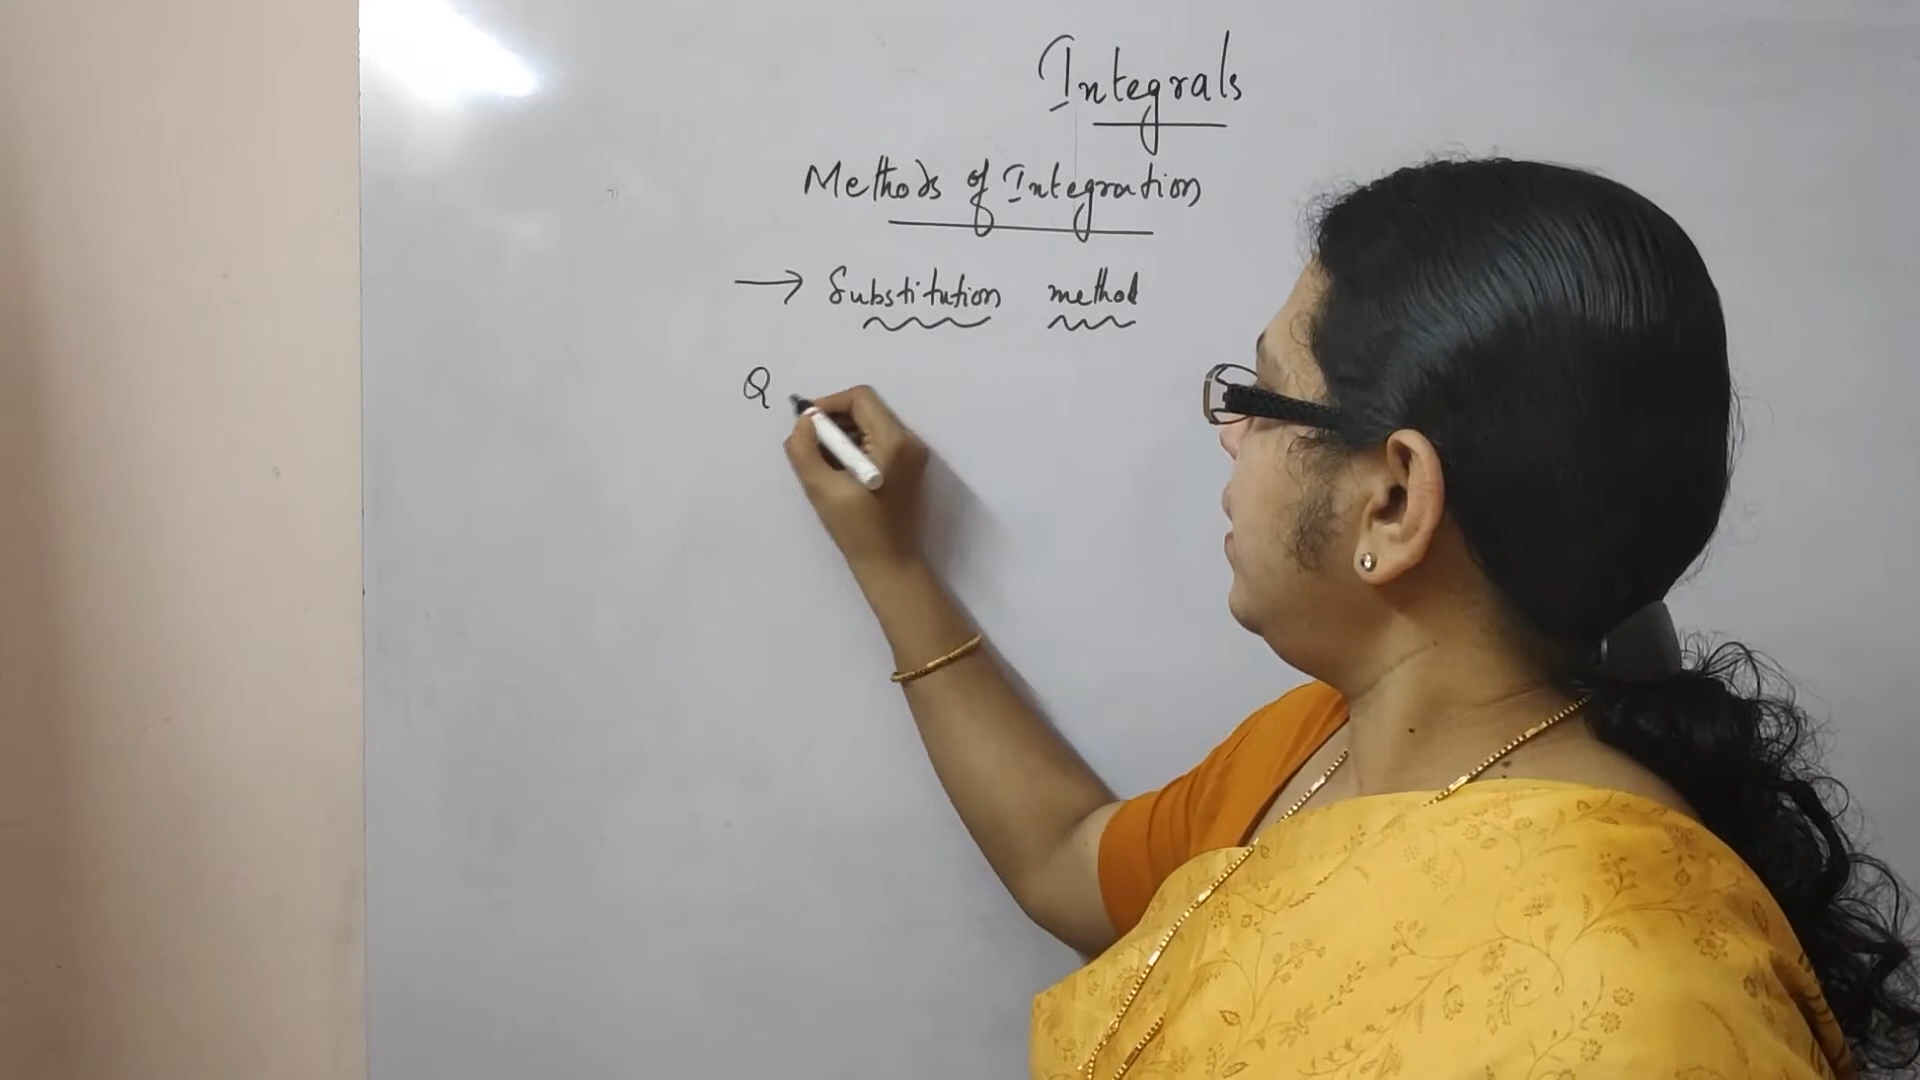 Integrals
Methods of Integration
→ Substitution method
Q